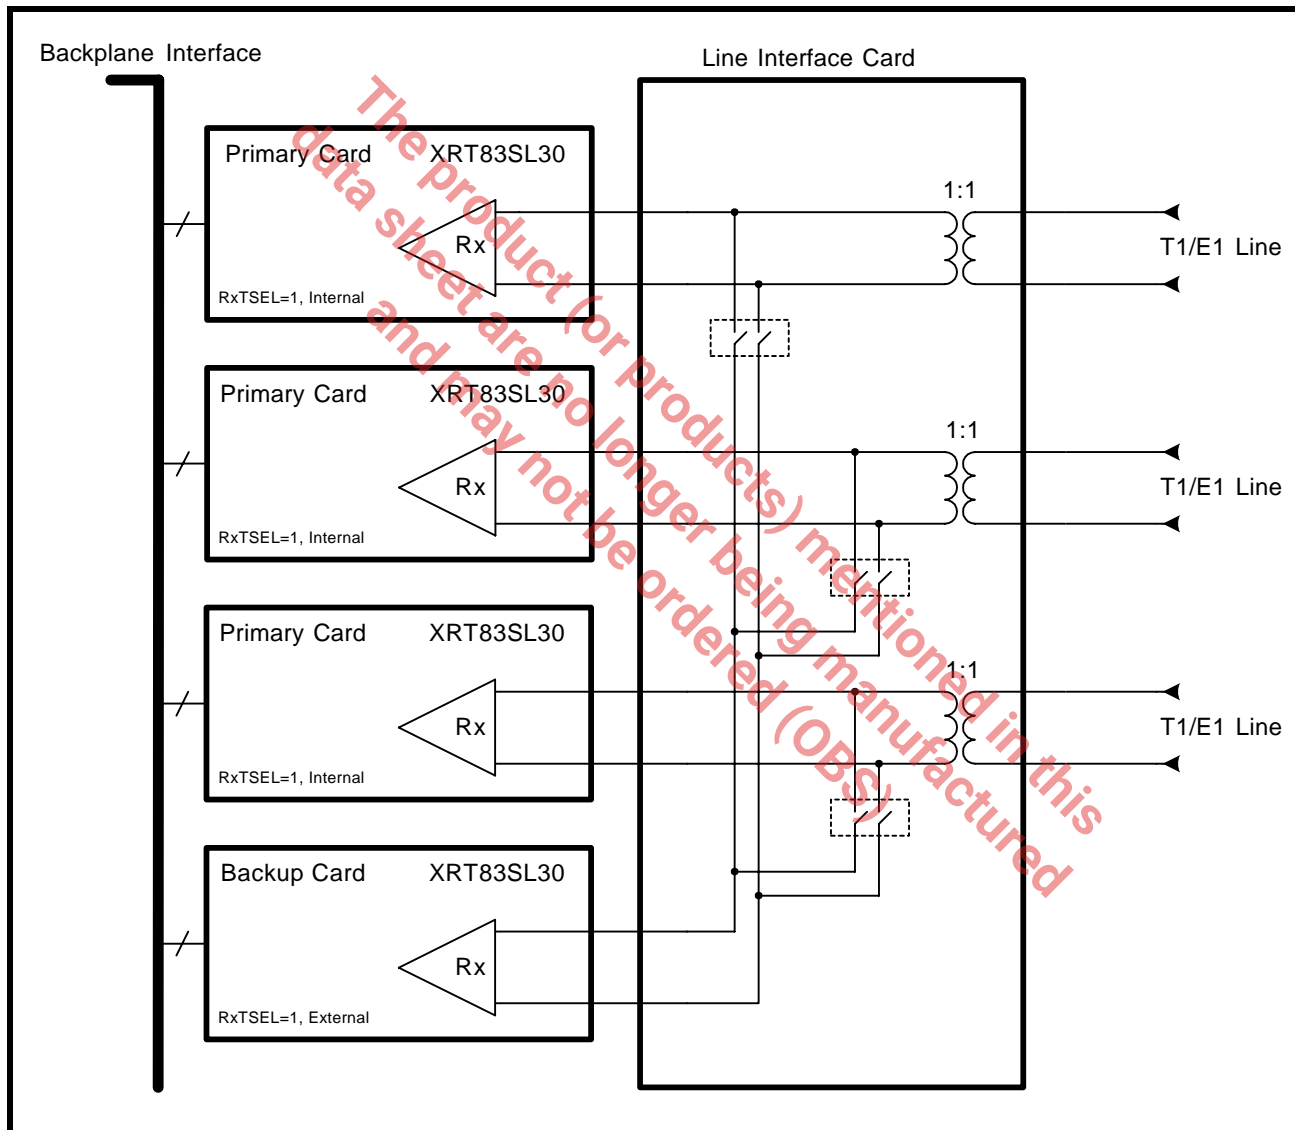 Backplane Interface
Line Interface Card
Primary Card XRT83SL30
Rx
RxTSEL=1, Internal
1:1
T1/E1 Line
Primary Card XRT83SL30
Rx
RxTSEL=1, Internal
1:1
T1/E1 Line
Primary Card XRT83SL30
Rx
RxTSEL=1, Internal
1:1
T1/E1 Line
Backup Card XRT83SL30
Rx
RxTSEL=1, External
The product (or products) mentioned in this
data sheet are no longer being manufactured
and may not be ordered (OBS)